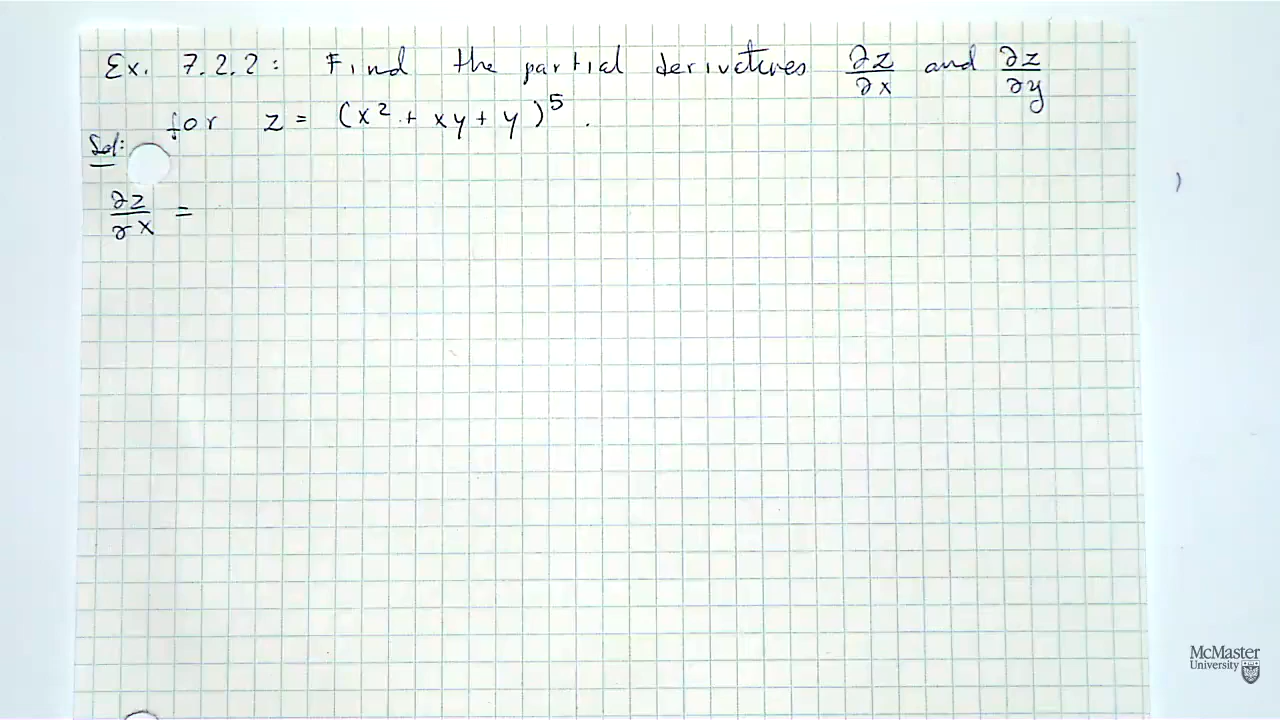 Ex. 7.2.2: Find the partial derivatives ∂z/∂x and ∂z/∂y
for z = (x² + xy + y)⁵.
Sol:
∂z/∂x =
McMaster
University